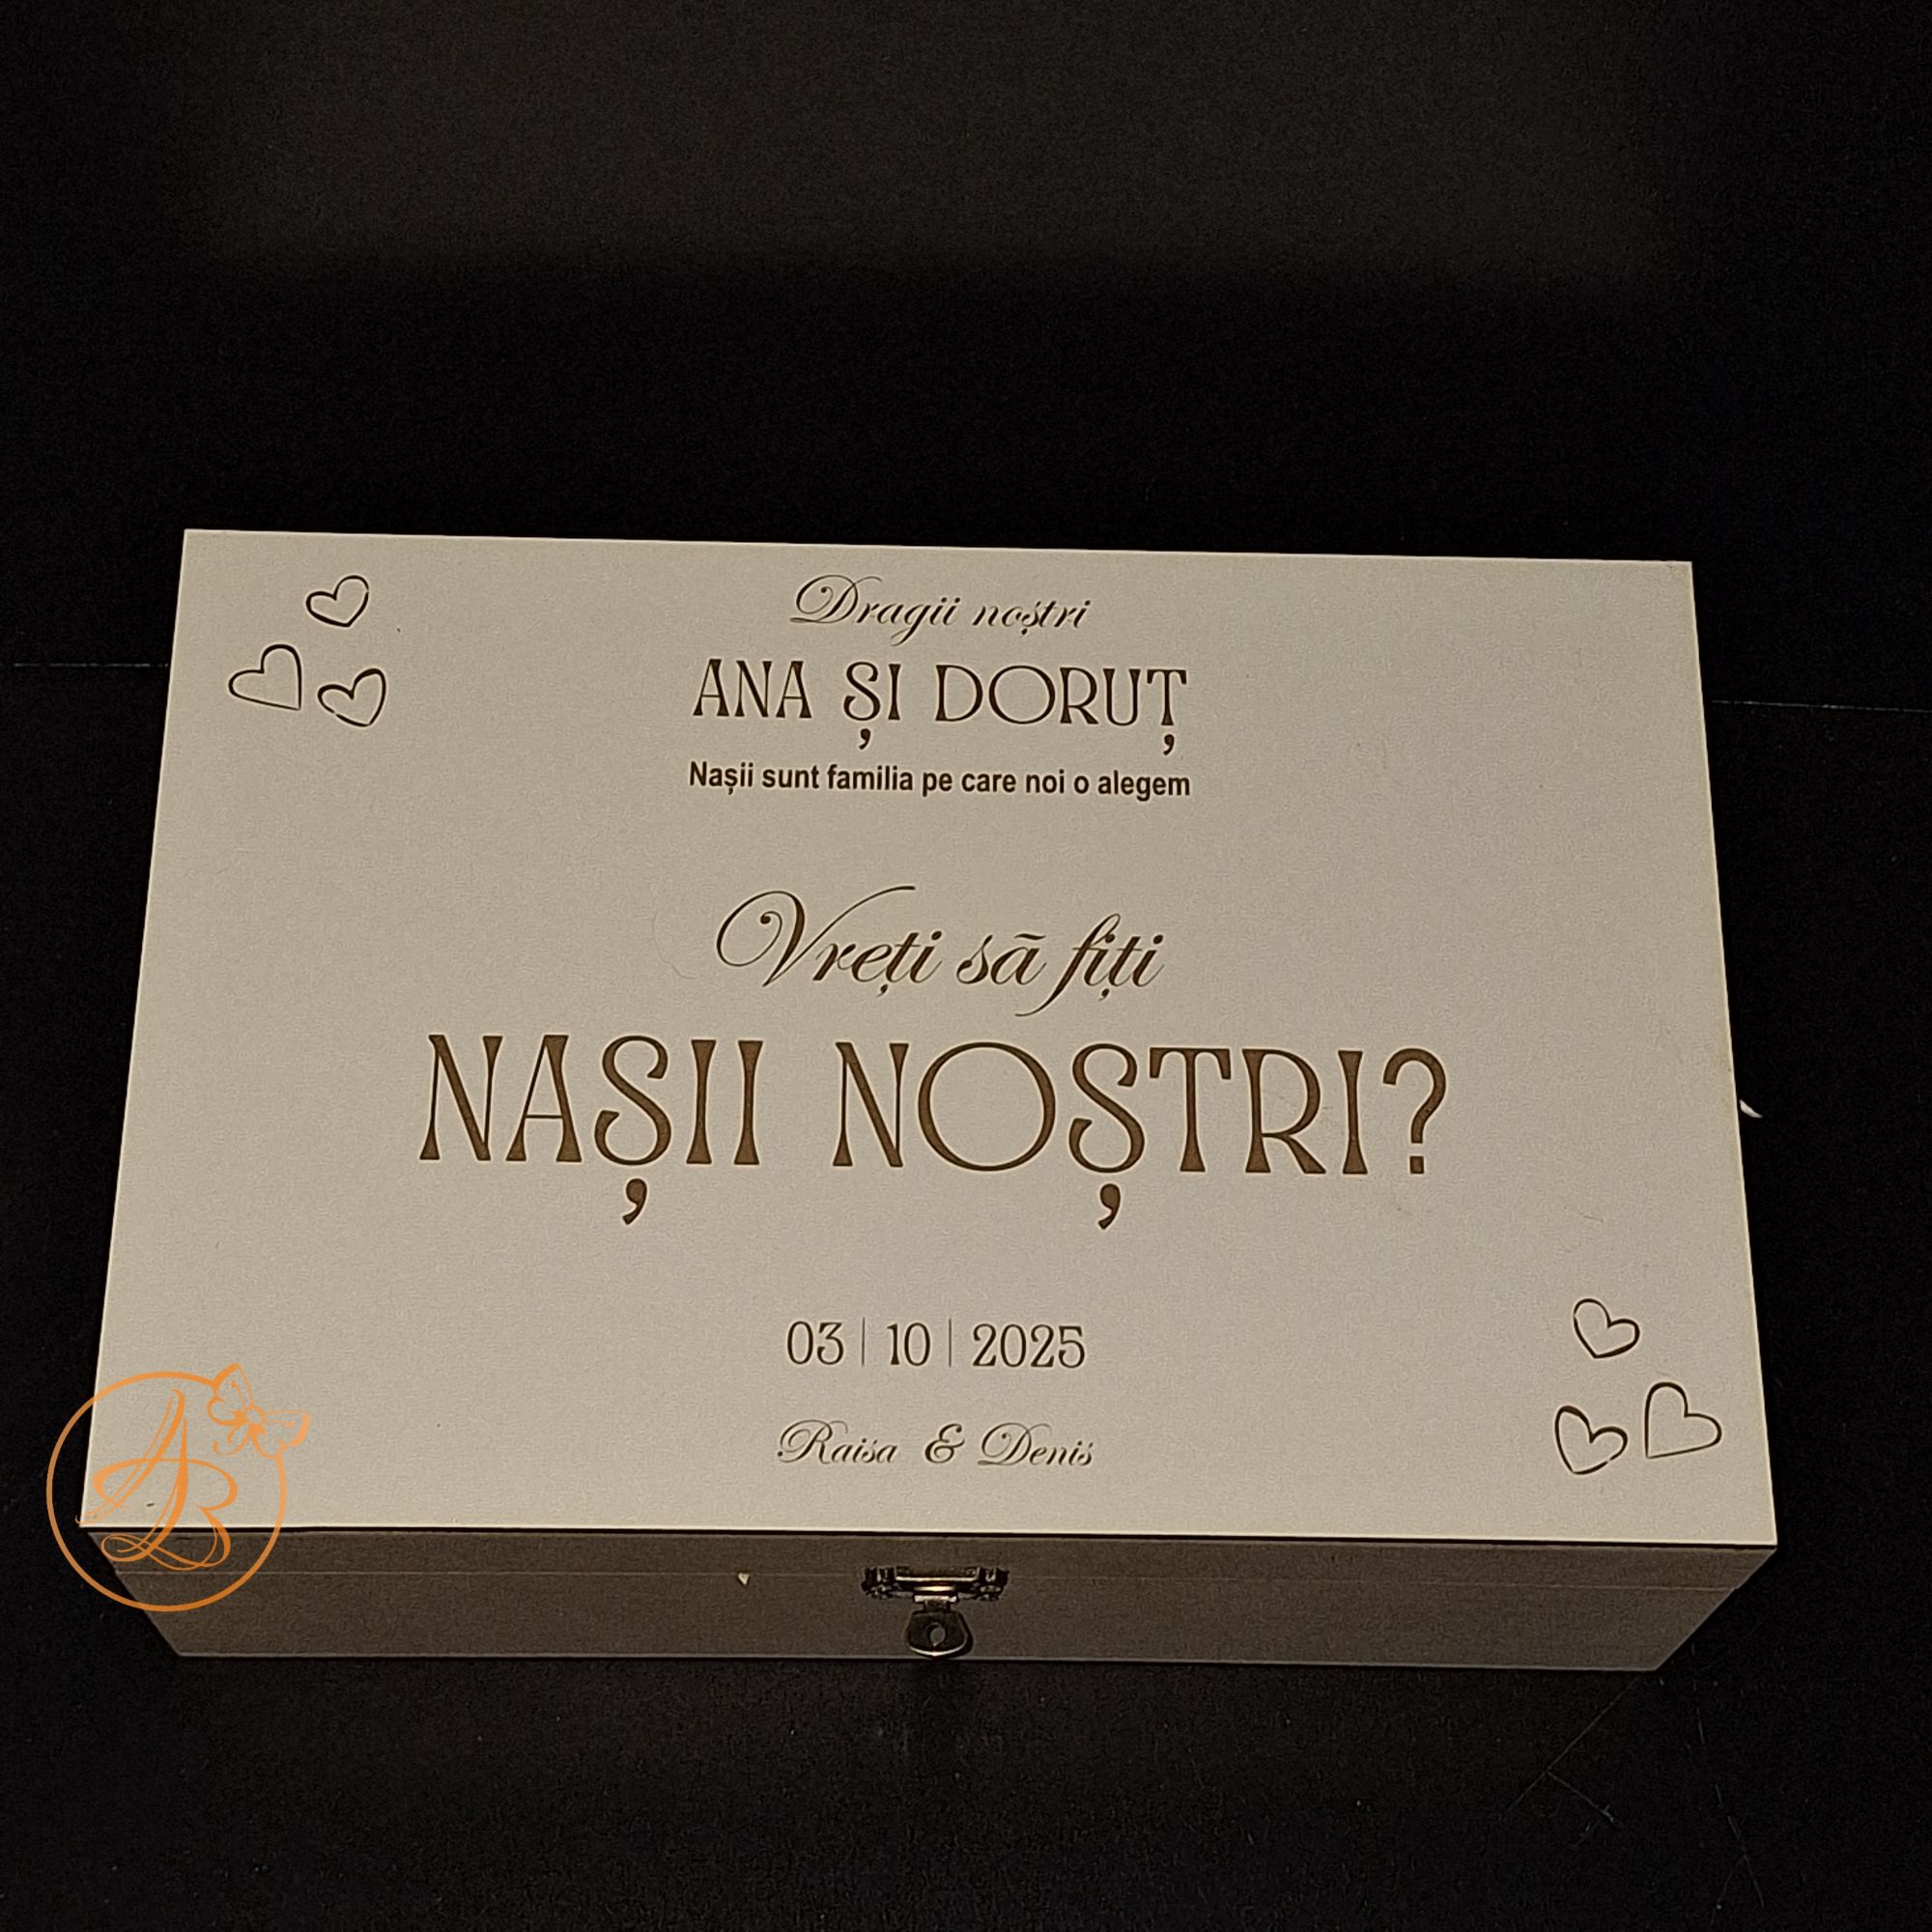 Dragii noștri
ANA ȘI DORUȚ
Nașii sunt familia pe care noi o alegem
Vreți să fiți
NAȘII NOȘTRI?
03 | 10 | 2025
Raisa & Denis
AB